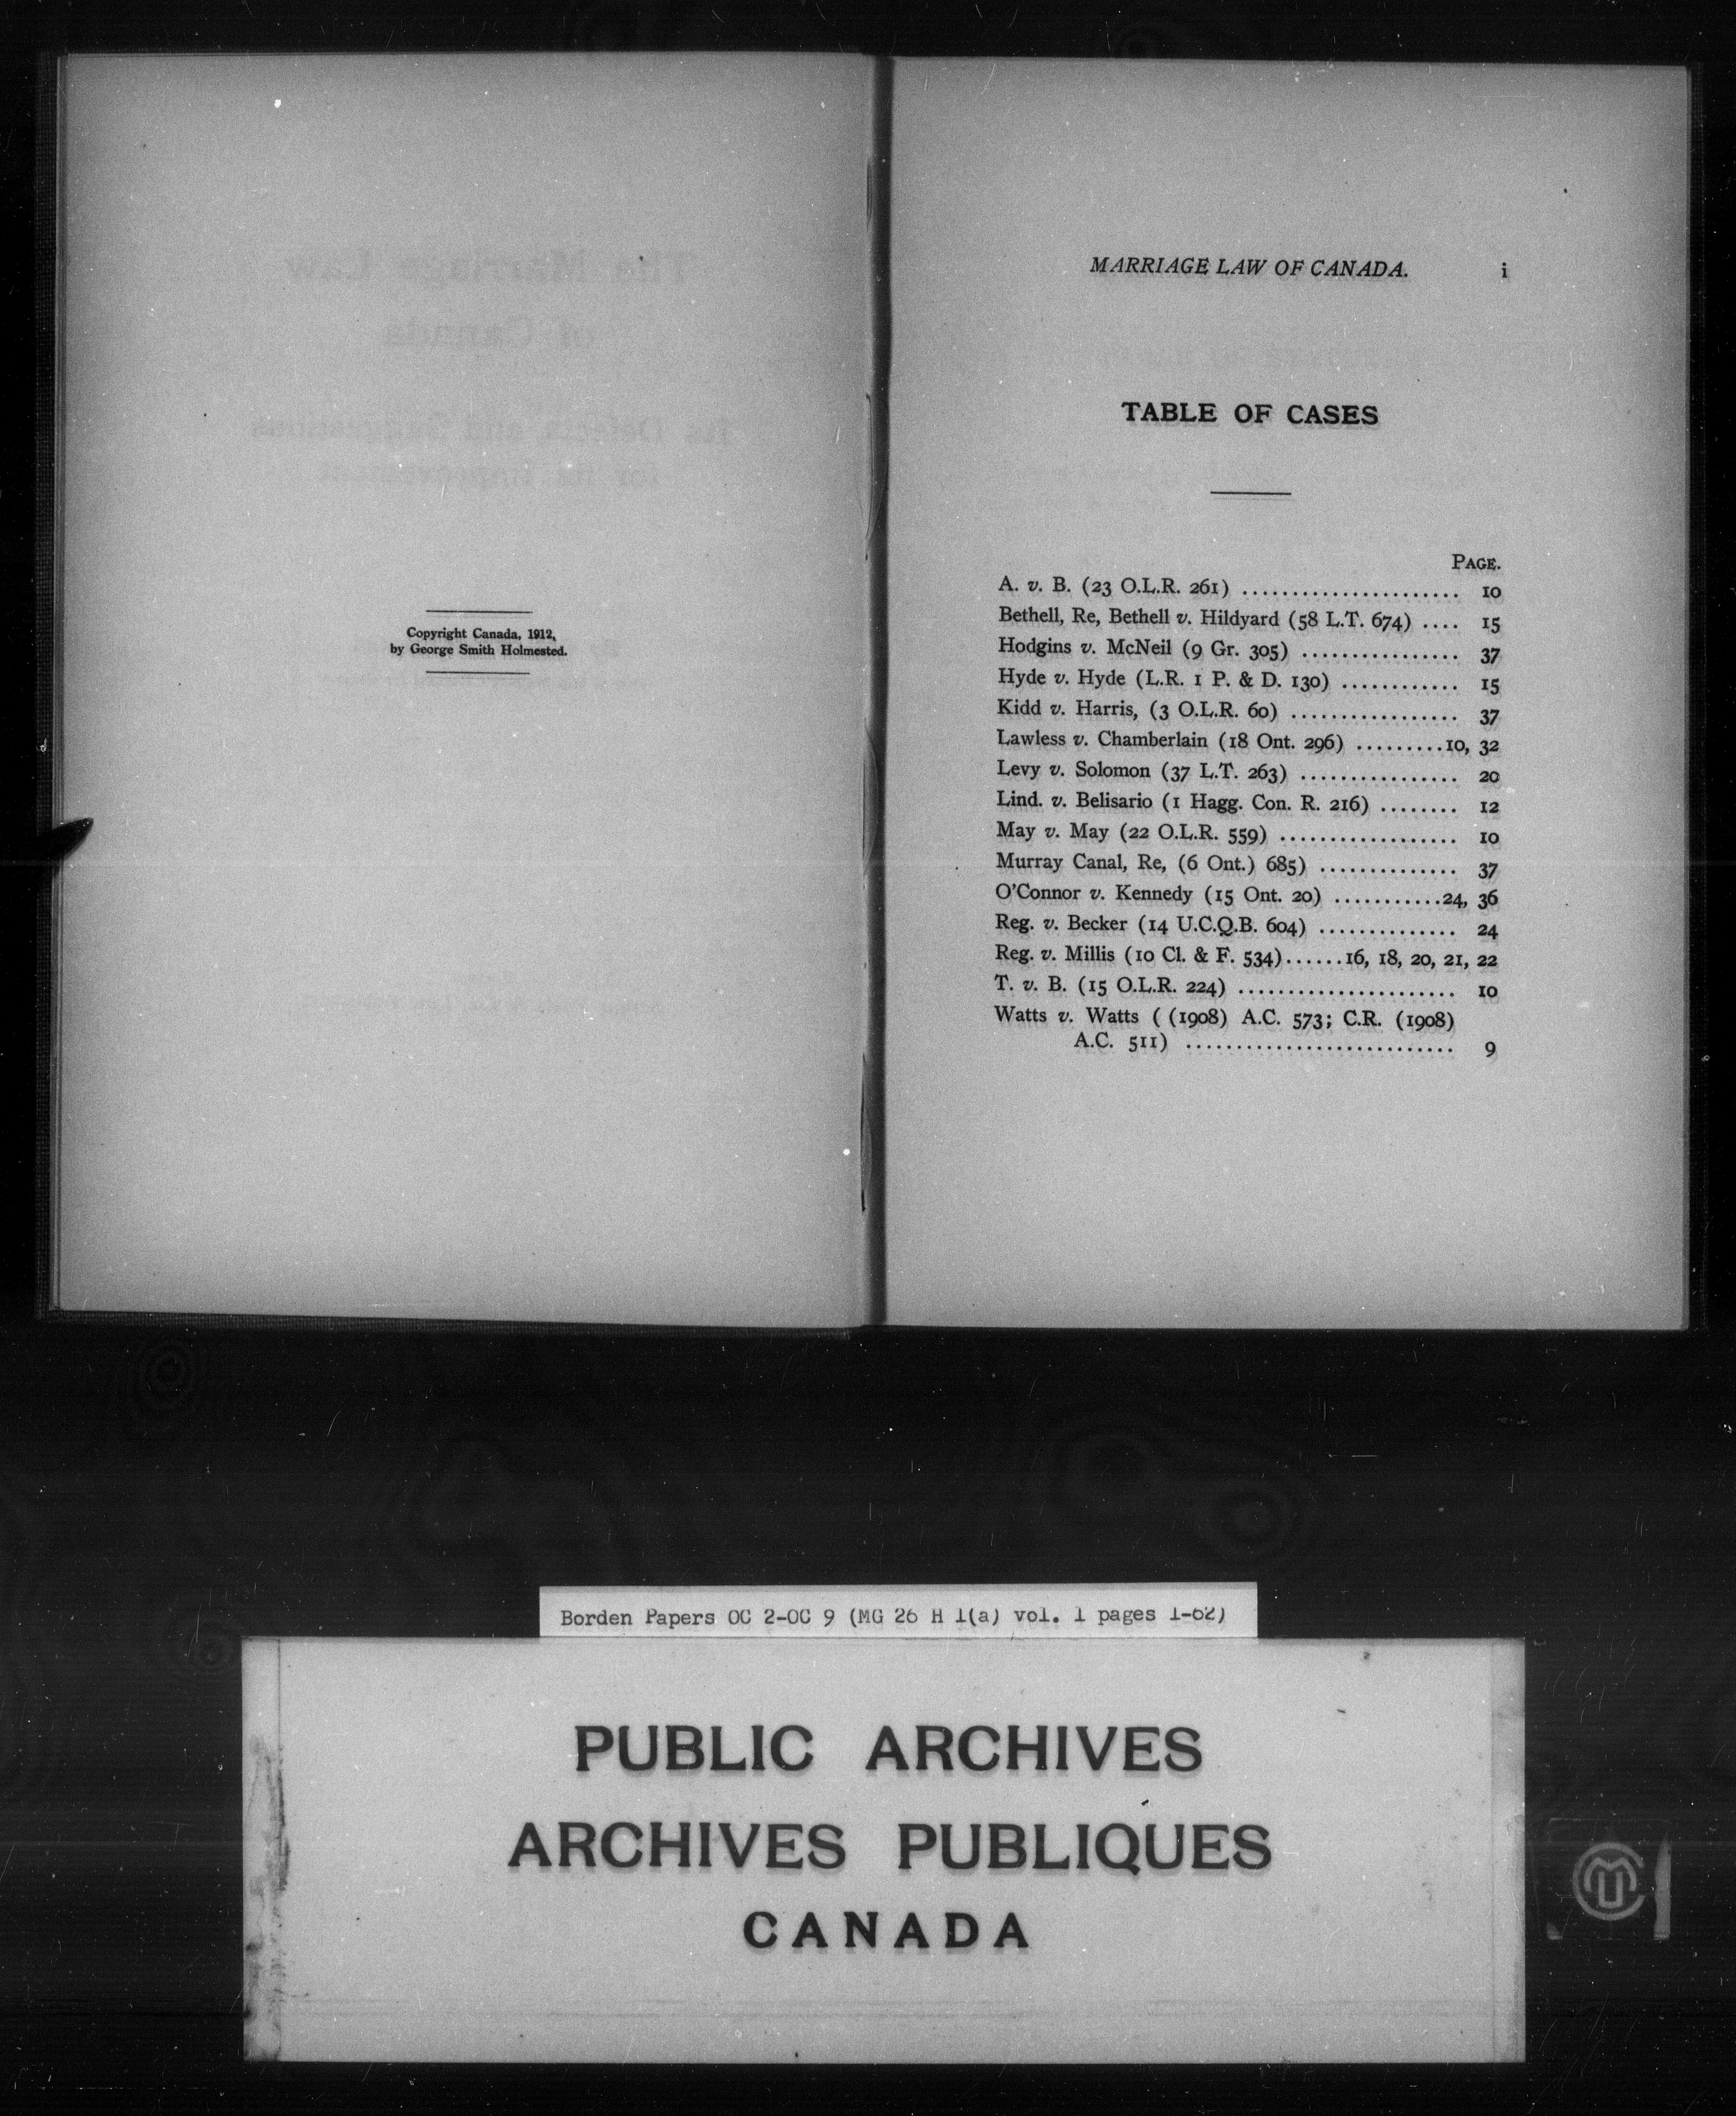 Copyright Canada, 1912,
by George Smith Holmested.
MARRIAGE LAW OF CANADA. i
TABLE OF CASES
PAGE.
A. v. B. (23 O.L.R. 261) ...................... 10
Bethell, Re, Bethell v. Hildyard (58 L.T. 674) .... 15
Hodgins v. McNeil (9 Gr. 305) ................ 37
Hyde v. Hyde (L.R. 1 P. & D. 130) ............ 15
Kidd v. Harris, (3 O.L.R. 60) ................. 37
Lawless v. Chamberlain (18 Ont. 296) .........10, 32
Levy v. Solomon (37 L.T. 263) ................ 20
Lind. v. Belisario (1 Hagg. Con. R. 216) ........ 12
May v. May (22 O.L.R. 559) .................. 10
Murray Canal, Re, (6 Ont.) 685) .............. 37
O'Connor v. Kennedy (15 Ont. 20) ...........24, 36
Reg. v. Becker (14 U.C.Q.B. 604) .............. 24
Reg. v. Millis (10 Cl. & F. 534)......16, 18, 20, 21, 22
T. v. B. (15 O.L.R. 224) ...................... 10
Watts v. Watts ( (1908) A.C. 573; C.R. (1908)
A.C. 511) ........................... 9
Borden Papers OC 2-OC 9 (MG 26 H 1(a) vol. 1 pages 1-62)
PUBLIC ARCHIVES
ARCHIVES PUBLIQUES
CANADA